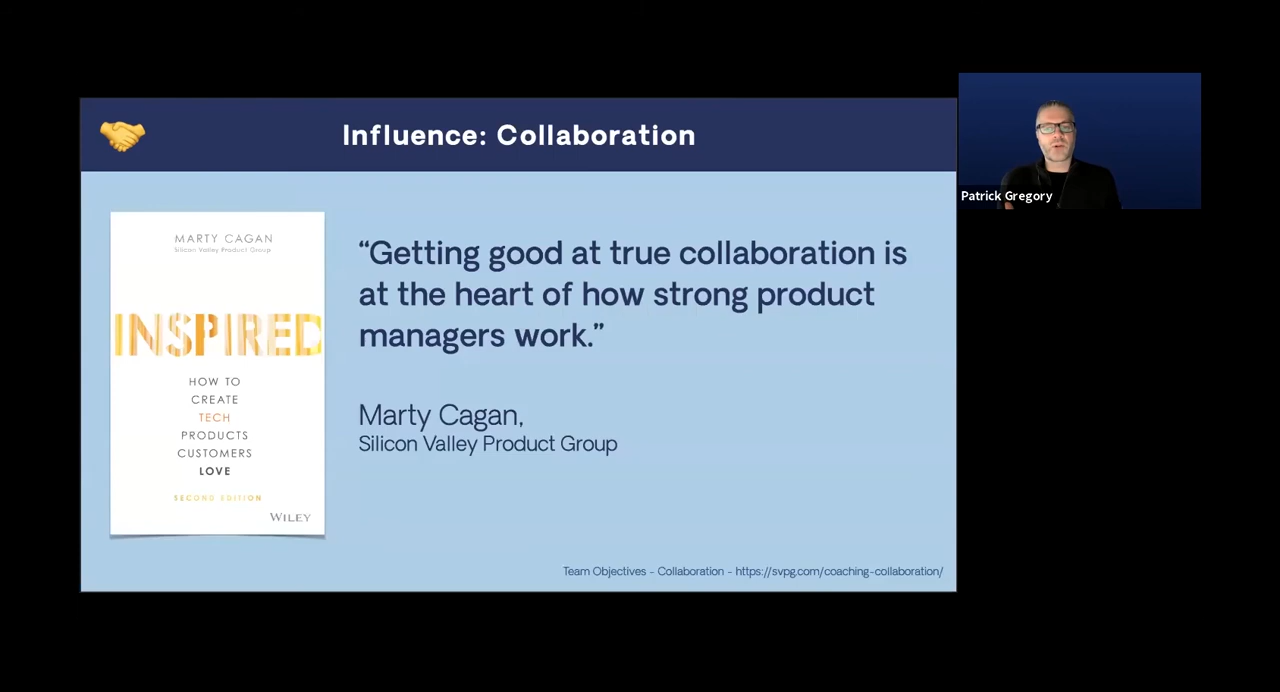 Influence: Collaboration
MARTY CAGAN
Silicon Valley Product Group
INSPIRED
HOW TO
CREATE
TECH
PRODUCTS
CUSTOMERS
LOVE
SECOND EDITION
WILEY
“Getting good at true collaboration is
at the heart of how strong product
managers work.”
Marty Cagan,
Silicon Valley Product Group
Team Objectives - Collaboration - https://svpg.com/coaching-collaboration/
Patrick Gregory